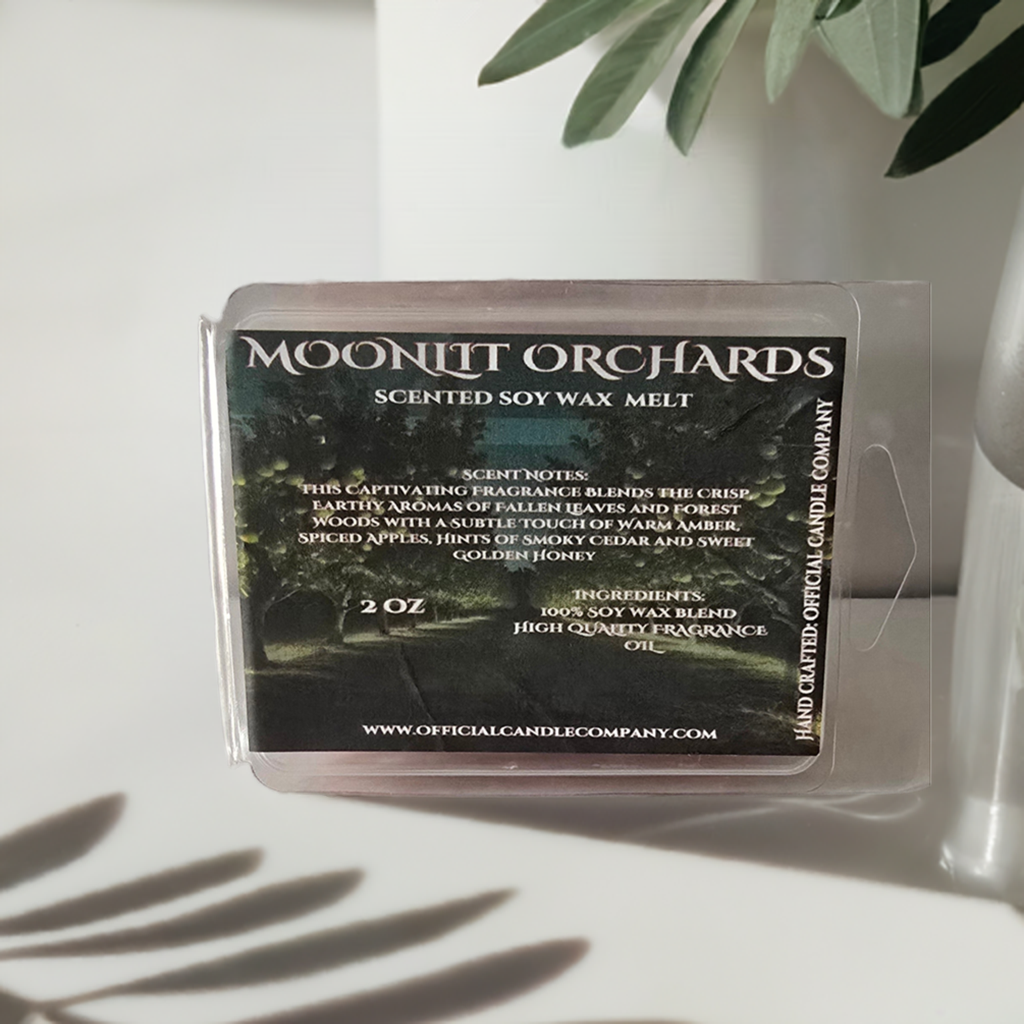 MOONLIT ORCHARDS
SCENTED SOY WAX MELT
SCENT NOTES:
THIS CAPTIVATING FRAGRANCE BLENDS THE CRISP,
EARTHY AROMAS OF FALLEN LEAVES AND FOREST
WOODS WITH A SUBTLE TOUCH OF WARM AMBER,
SPICED APPLES, HINTS OF SMOKY CEDAR AND SWEET
GOLDEN HONEY
2 OZ
INGREDIENTS:
100% SOY WAX BLEND
HIGH QUALITY FRAGRANCE
OIL
WWW.OFFICIALCANDLECOMPANY.COM
HAND CRAFTED: OFFICIAL CANDLE COMPANY